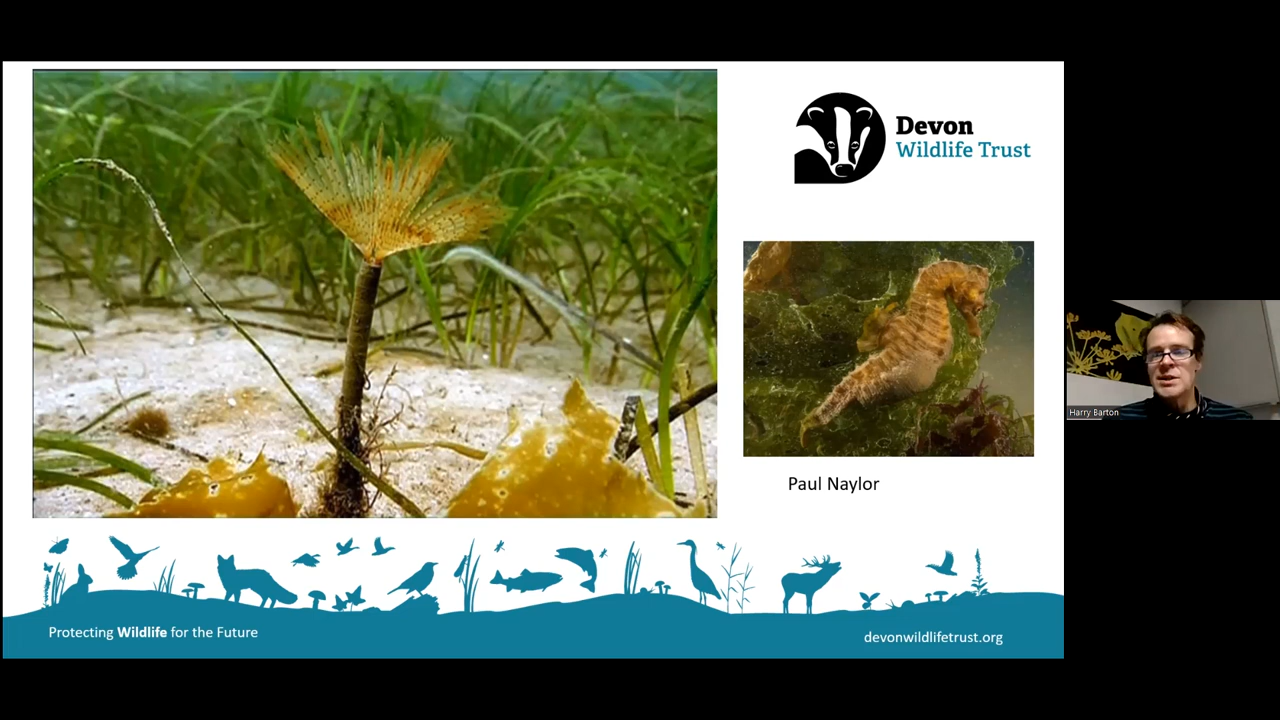 Devon
Wildlife Trust
Paul Naylor
Harry Barton
Protecting Wildlife for the Future
devonwildlifetrust.org